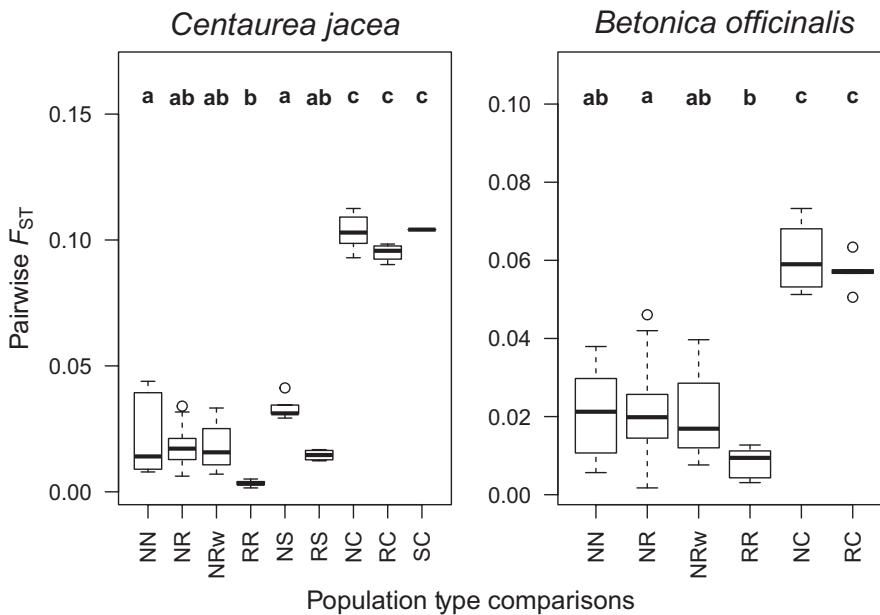 Centaurea jacea
Betonica officinalis
Pairwise F_ST
0.15
0.10
0.05
0.00
a ab ab b a ab c c c
NN NR NRw RR NS RS NC RC SC
0.10
0.08
0.06
0.04
0.02
0.00
ab a ab b c c
NN NR NRw RR NC RC
Population type comparisons